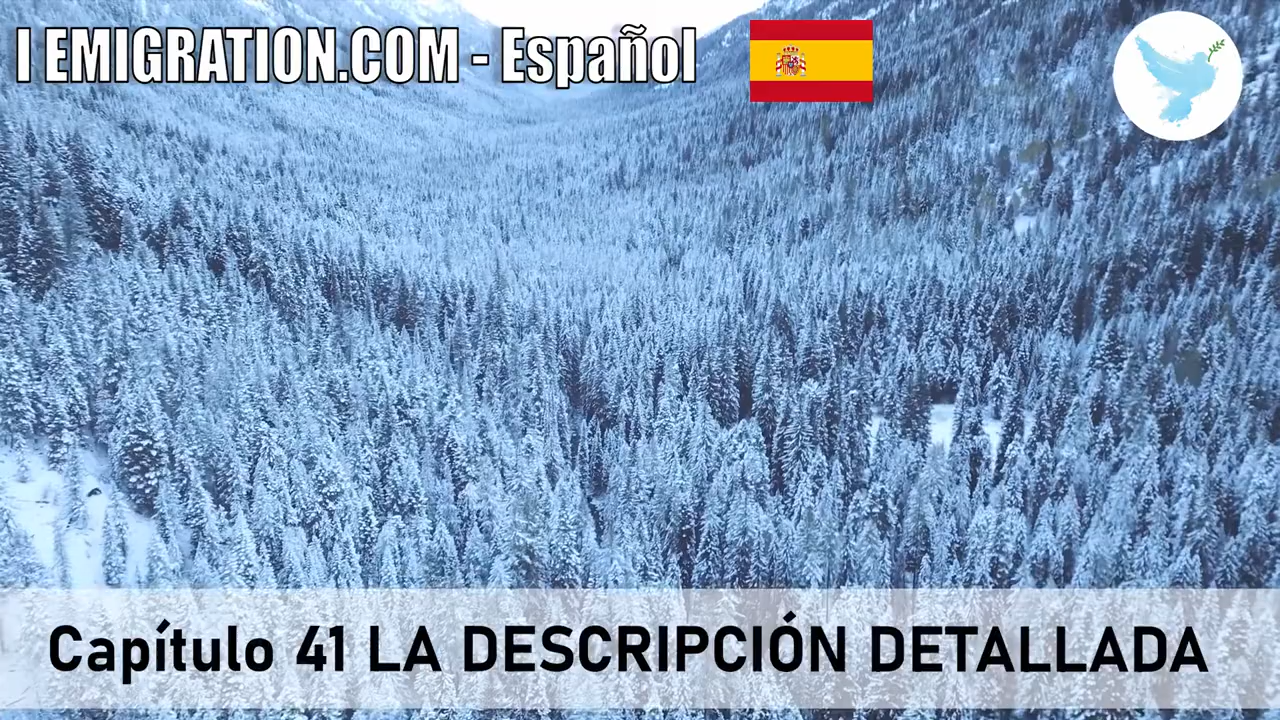 I EMIGRATION.COM - Español
Capítulo 41 LA DESCRIPCIÓN DETALLADA